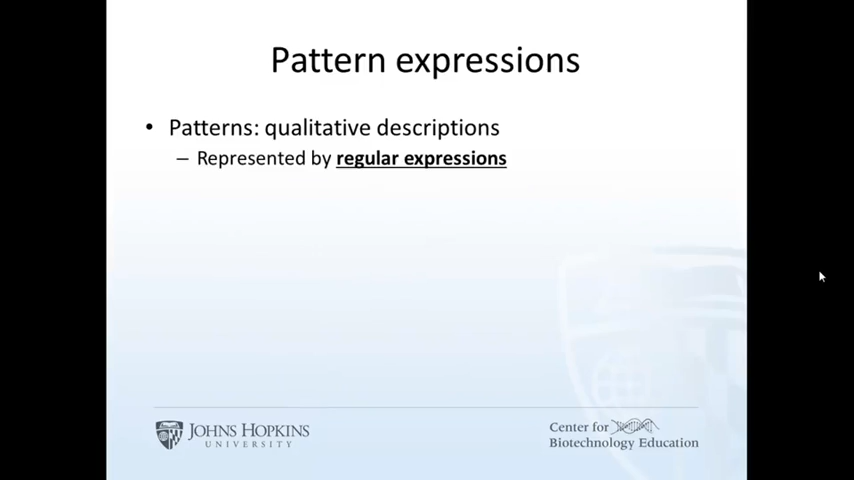 Pattern expressions
• Patterns: qualitative descriptions
– Represented by regular expressions
JOHNS HOPKINS
UNIVERSITY
Center for
Biotechnology Education